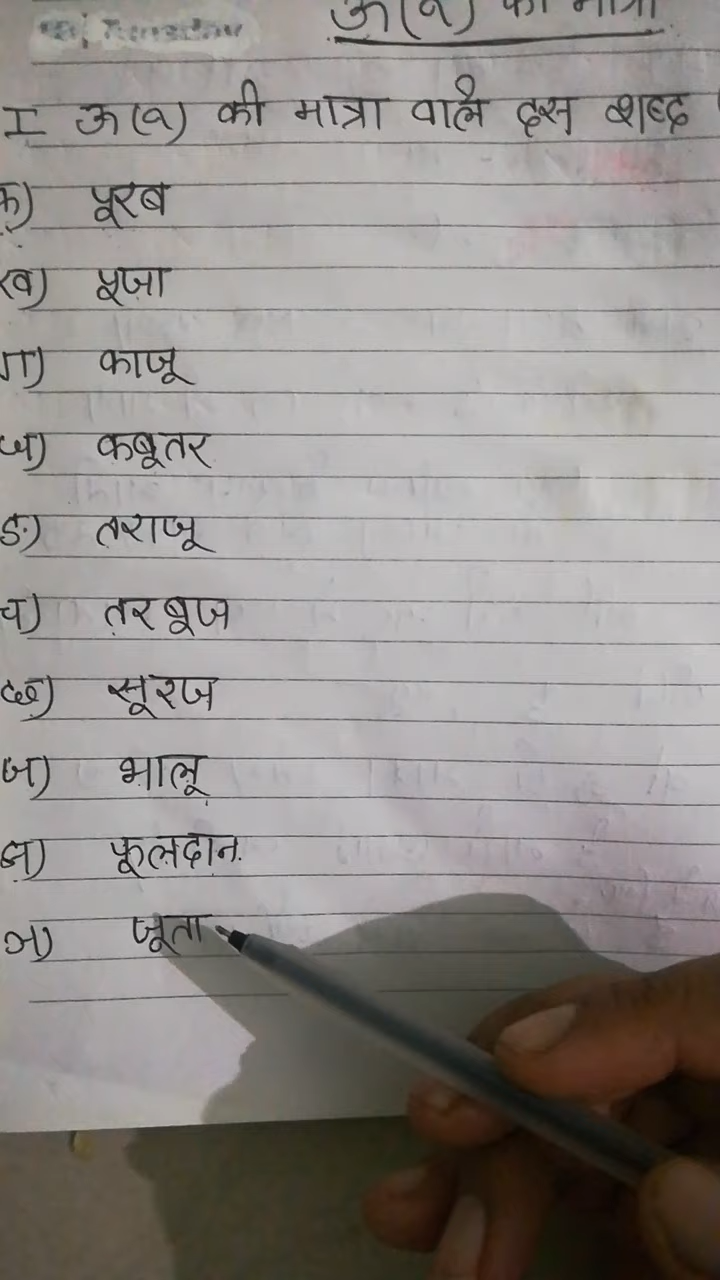 ऊ(ू) की मात्रा
I ऊ(ू) की मात्रा वाले दस शब्द
क) पूरब
ख) पूजा
ग) काजू
घ) कबूतर
ङ) तराजू
च) तरबूज
छ) सूरज
ज) भालू
झ) फूलदान
ञ) जूता